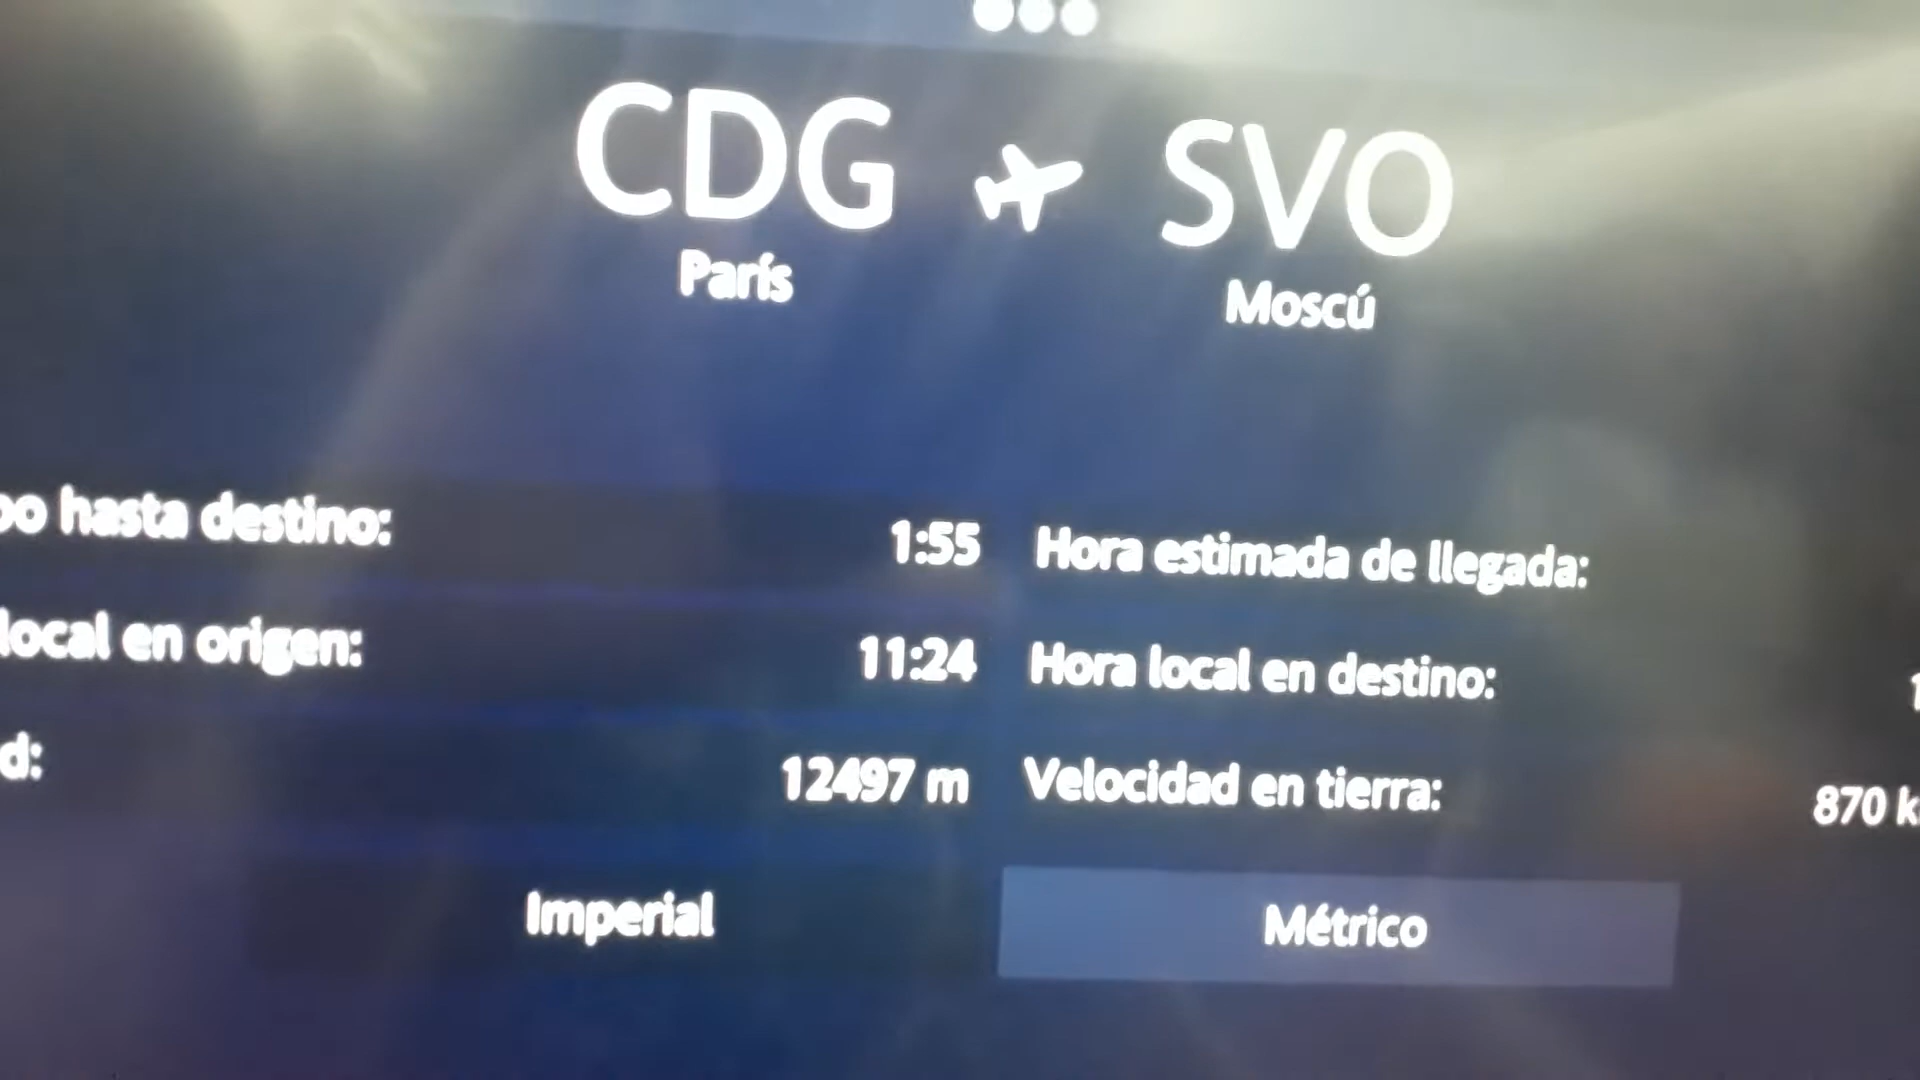 CDG SVO
París Moscú
hasta destino: 1:55 Hora estimada de llegada:
local en origen: 11:24 Hora local en destino:
12497 m Velocidad en tierra: 870
Imperial Métrico